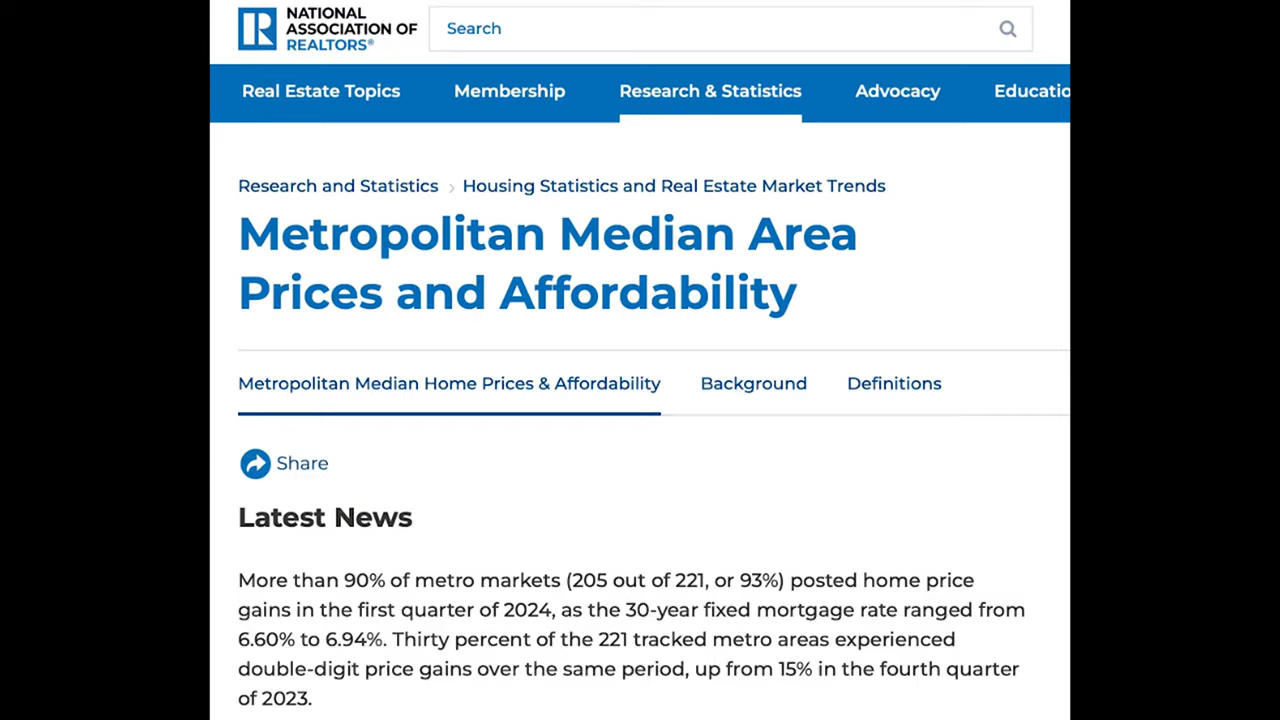 NATIONAL
ASSOCIATION OF
REALTORS®
Search
Real Estate Topics
Membership
Research & Statistics
Advocacy
Educatio
Research and Statistics › Housing Statistics and Real Estate Market Trends
Metropolitan Median Area
Prices and Affordability
Metropolitan Median Home Prices & Affordability
Background
Definitions
Share
Latest News
More than 90% of metro markets (205 out of 221, or 93%) posted home price
gains in the first quarter of 2024, as the 30-year fixed mortgage rate ranged from
6.60% to 6.94%. Thirty percent of the 221 tracked metro areas experienced
double-digit price gains over the same period, up from 15% in the fourth quarter
of 2023.